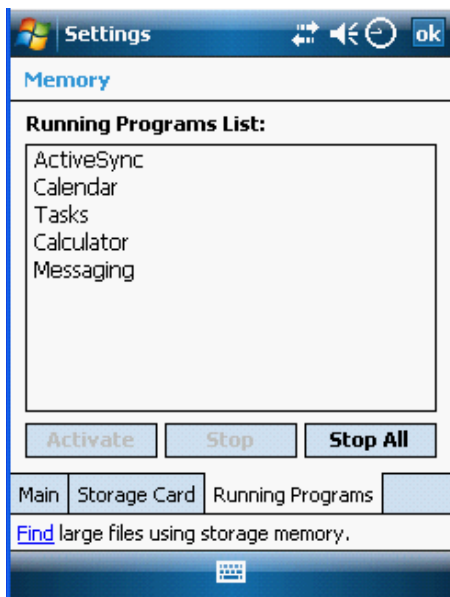 Settings ok
Memory
Running Programs List:
ActiveSync
Calendar
Tasks
Calculator
Messaging
Activate Stop Stop All
Main Storage Card Running Programs
Find large files using storage memory.